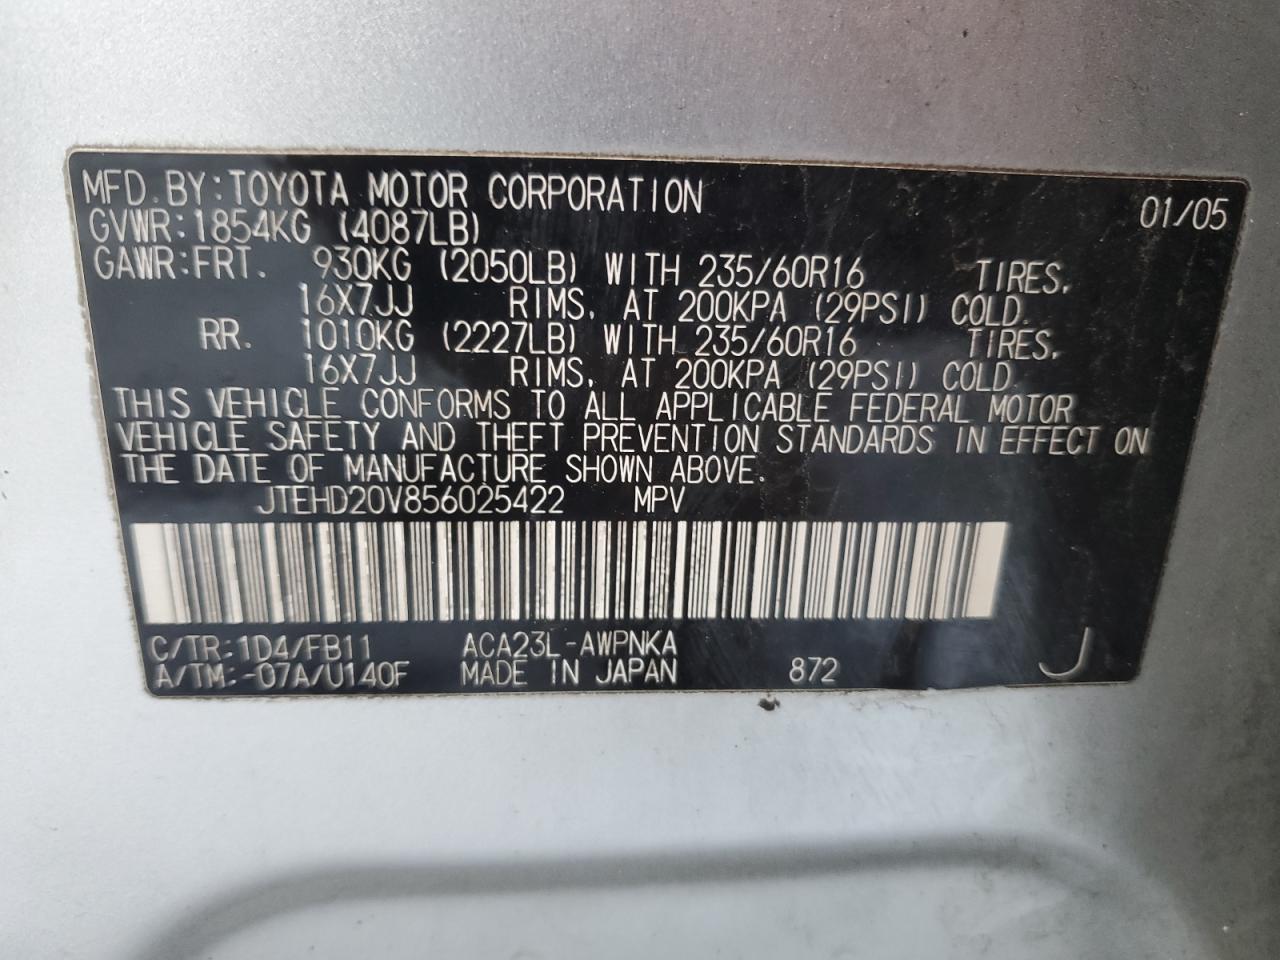 MFD.BY:TOYOTA MOTOR CORPORATION 01/05
GVWR:1854KG (4087LB)
GAWR:FRT. 930KG (2050LB) WITH 235/60R16 TIRES,
16X7JJ RIMS, AT 200KPA (29PSI) COLD.
RR. 1010KG (2227LB) WITH 235/60R16 TIRES,
16X7JJ RIMS, AT 200KPA (29PSI) COLD.
THIS VEHICLE CONFORMS TO ALL APPLICABLE FEDERAL MOTOR
VEHICLE SAFETY AND THEFT PREVENTION STANDARDS IN EFFECT ON
THE DATE OF MANUFACTURE SHOWN ABOVE.
JTEHD20V856025422 MPV
C/TR:1D4/FB11 ACA23L-AWPNKA
A/TM:-07A/U140F MADE IN JAPAN 872 J